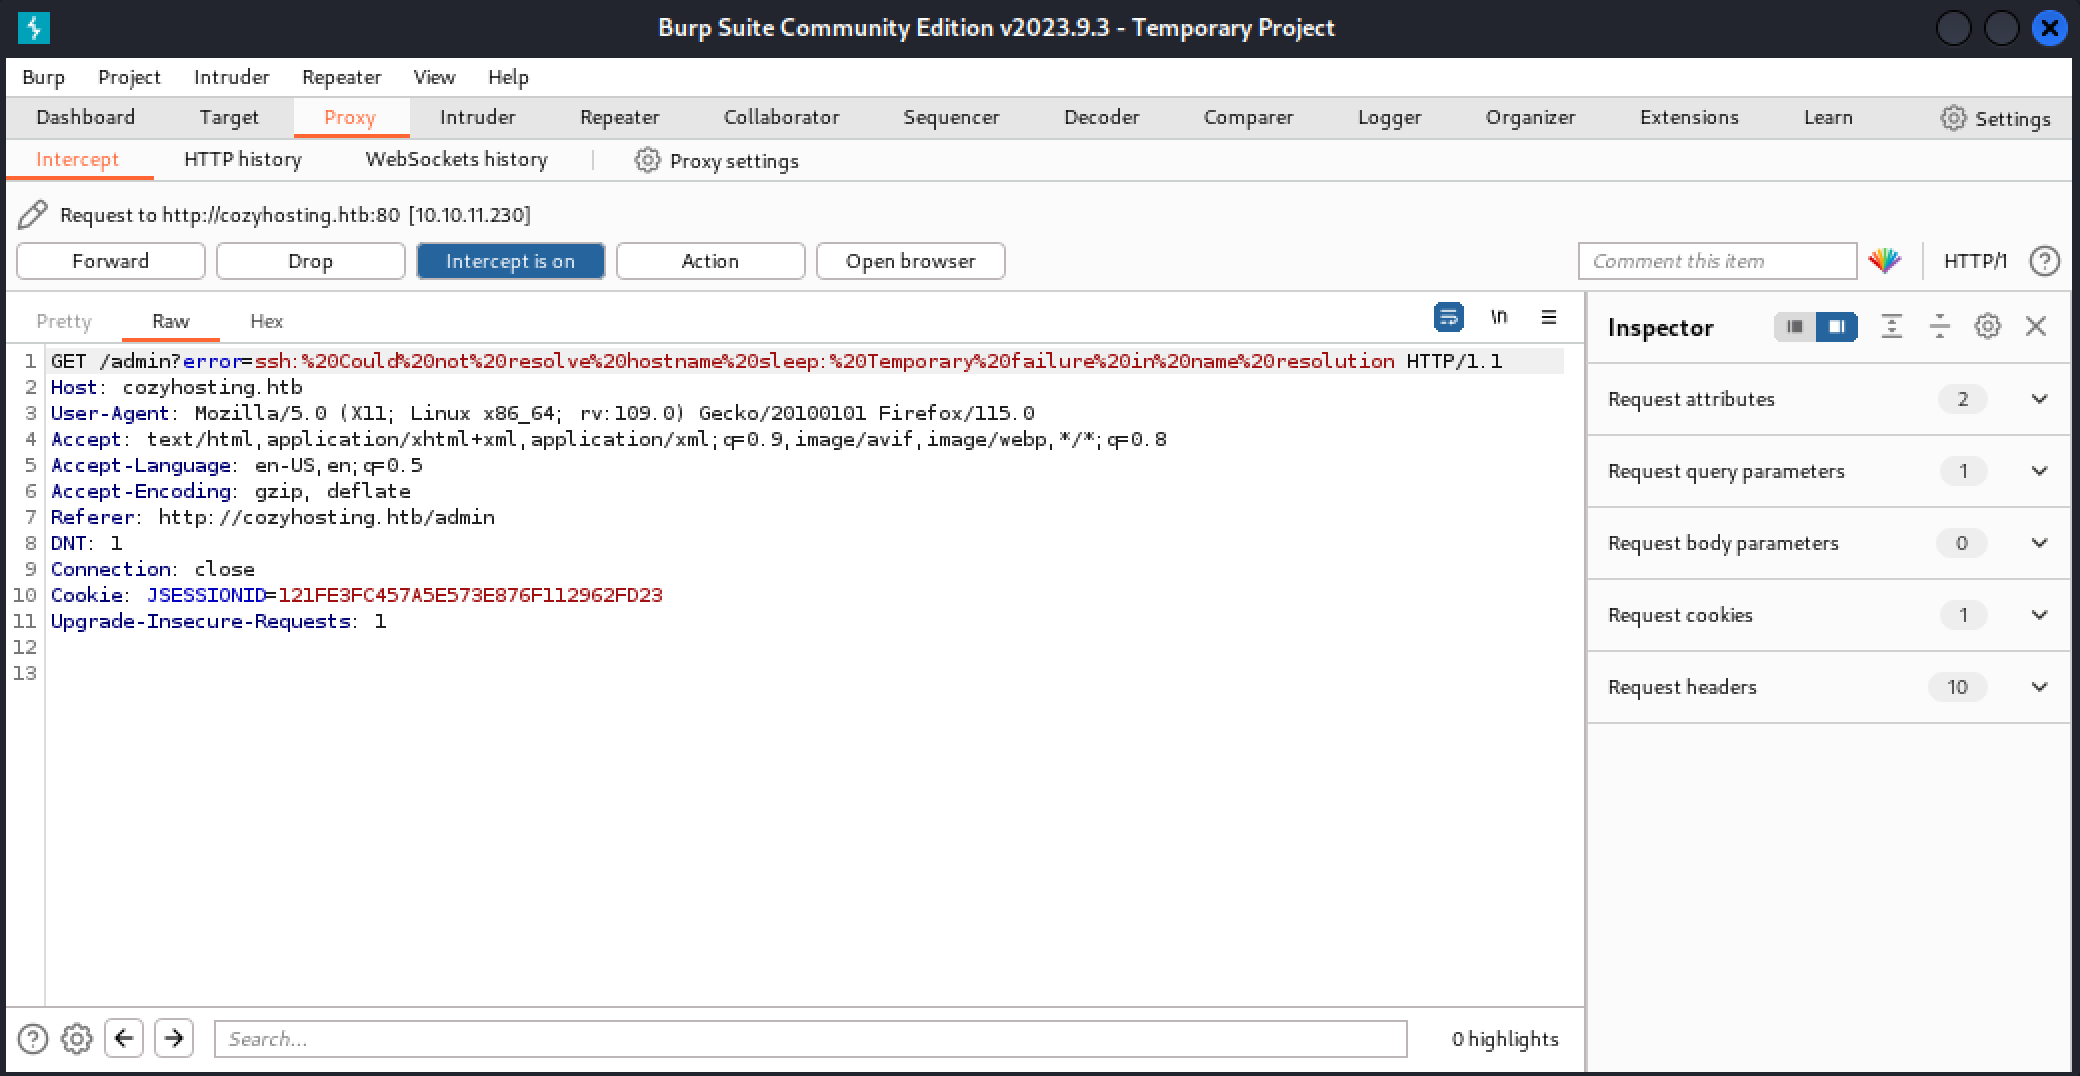 Burp Suite Community Edition v2023.9.3 - Temporary Project
Burp Project Intruder Repeater View Help
Dashboard Target Proxy Intruder Repeater Collaborator Sequencer Decoder Comparer Logger Organizer Extensions Learn Settings
Intercept HTTP history WebSockets history Proxy settings
Request to http://cozyhosting.htb:80 [10.10.11.230]
Forward Drop Intercept is on Action Open browser Comment this item HTTP/1 ?
Pretty Raw Hex \n
1 GET /admin?error=ssh:%20Could%20not%20resolve%20hostname%20sleep:%20Temporary%20failure%20in%20name%20resolution HTTP/1.1
2 Host: cozyhosting.htb
3 User-Agent: Mozilla/5.0 (X11; Linux x86_64; rv:109.0) Gecko/20100101 Firefox/115.0
4 Accept: text/html,application/xhtml+xml,application/xml;q=0.9,image/avif,image/webp,*/*;q=0.8
5 Accept-Language: en-US,en;q=0.5
6 Accept-Encoding: gzip, deflate
7 Referer: http://cozyhosting.htb/admin
8 DNT: 1
9 Connection: close
10 Cookie: JSESSIONID=121FE3FC457A5E573E876F112962FD23
11 Upgrade-Insecure-Requests: 1
12
13
Inspector
Request attributes 2
Request query parameters 1
Request body parameters 0
Request cookies 1
Request headers 10
? Search... 0 highlights